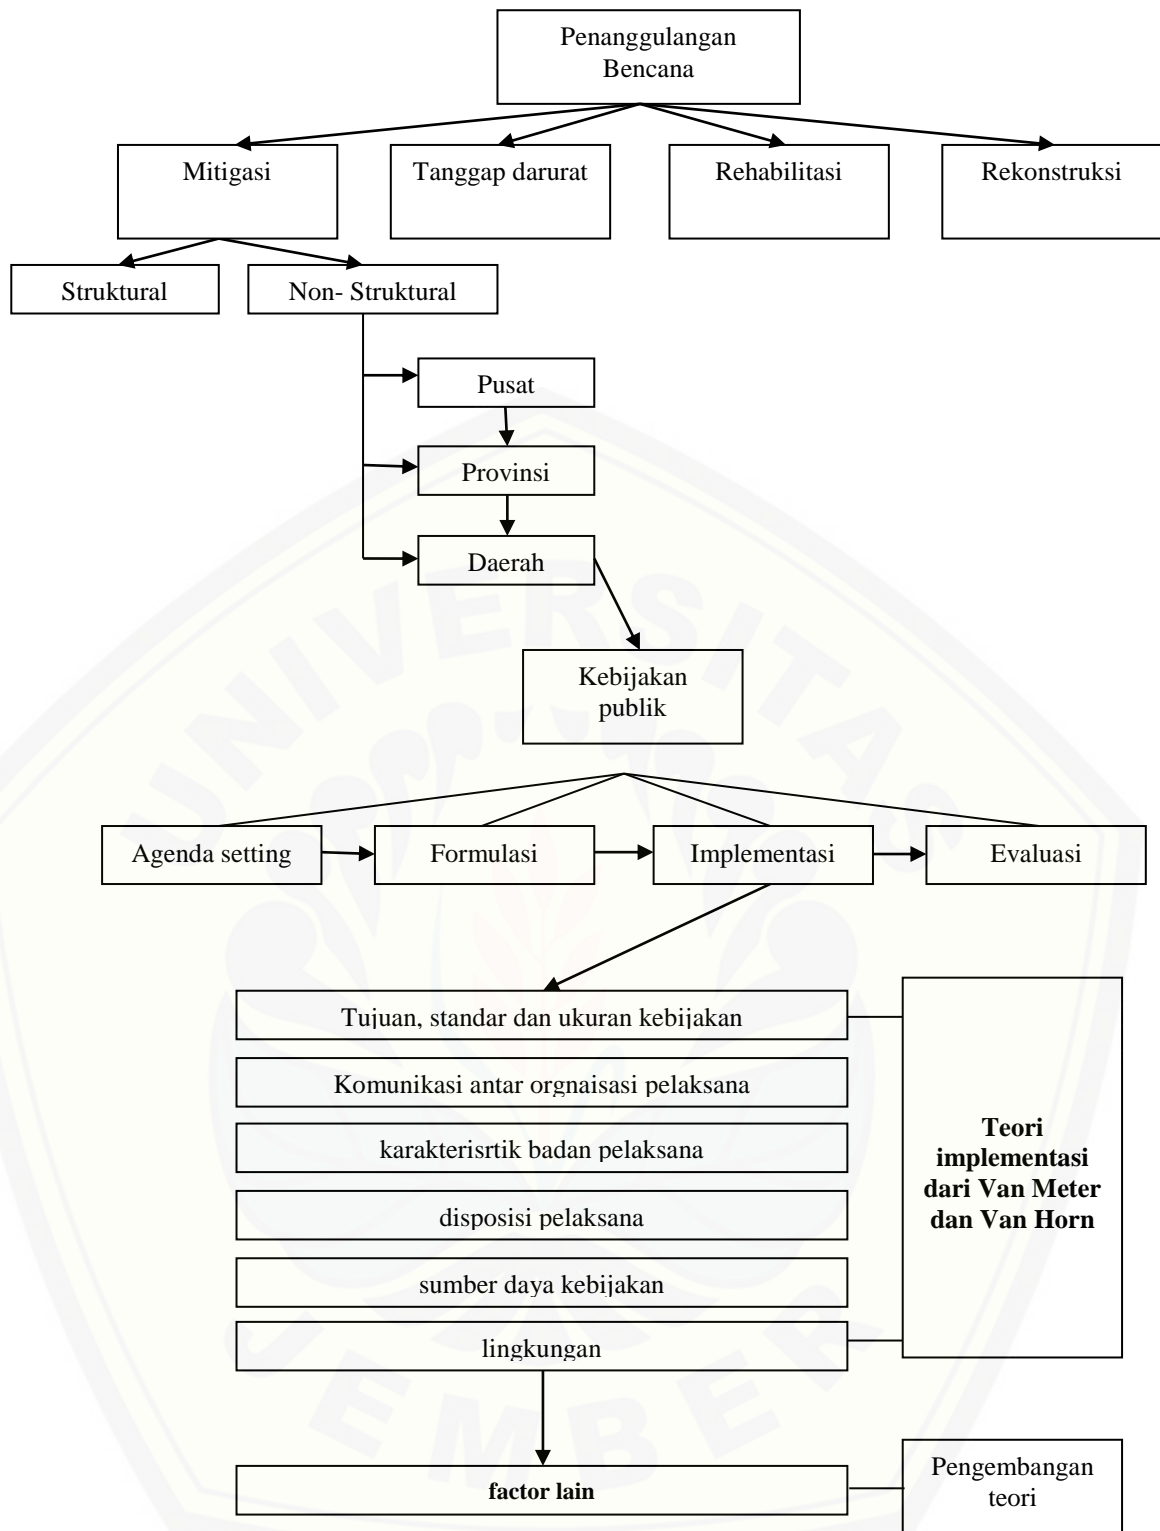 Penanggulangan
Bencana
Mitigasi
Tanggap darurat
Rehabilitasi
Rekonstruksi
Struktural
Non- Struktural
Pusat
Provinsi
Daerah
Kebijakan
publik
Agenda setting
Formulasi
Implementasi
Evaluasi
Tujuan, standar dan ukuran kebijakan
Komunikasi antar orgnaisasi pelaksana
karakterisrtik badan pelaksana
disposisi pelaksana
sumber daya kebijakan
lingkungan
Teori
implementasi
dari Van Meter
dan Van Horn
factor lain
Pengembangan
teori
UNIVERSITAS
JEMBER